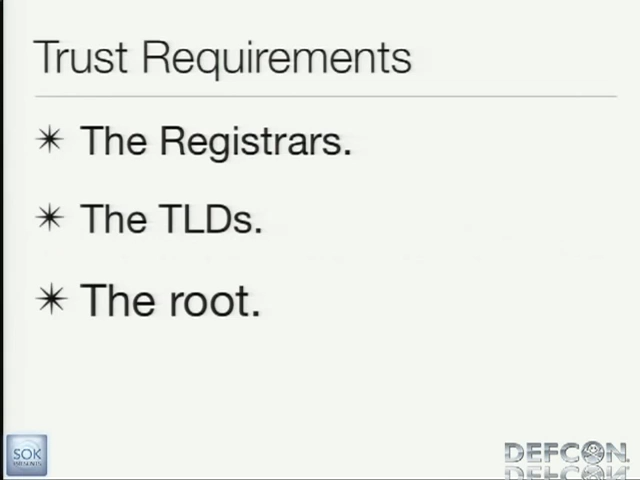 Trust Requirements
The Registrars.
The TLDs.
The root.
SOK
DEFCON